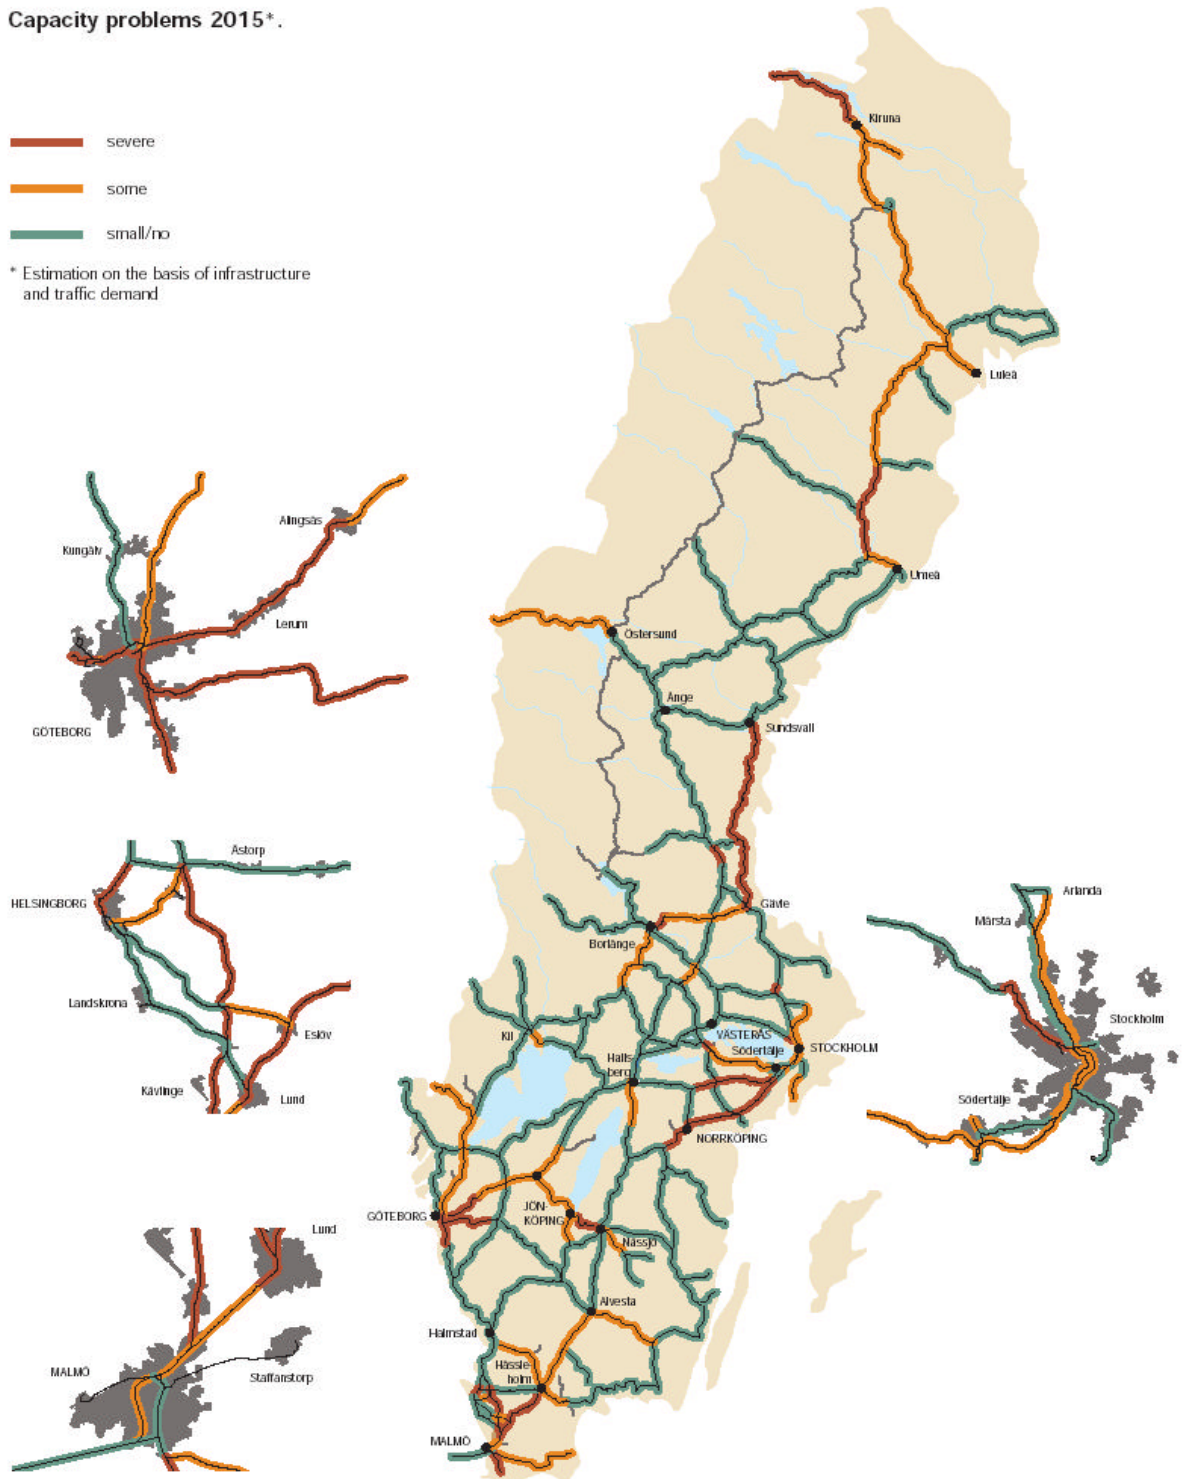 Capacity problems 2015*.
severe
some
small/no
* Estimation on the basis of infrastructure
and traffic demand
Kiruna
Luleå
Umeå
Östersund
Ånge
Sundsvall
Gävle
Borlänge
Kil
VÄSTERÅS
Södertälje
STOCKHOLM
Halls-
berg
NORRKÖPING
GÖTEBORG
JÖN-
KÖPING
Nässjö
Alvesta
Halmstad
Hässle-
holm
MALMÖ
Alingsås
Kungälv
Lerum
GÖTEBORG
Åstorp
HELSINGBORG
Landskrona
Eslöv
Kävlinge
Lund
Lund
MALMÖ
Staffanstorp
Arlanda
Märsta
Stockholm
Södertälje